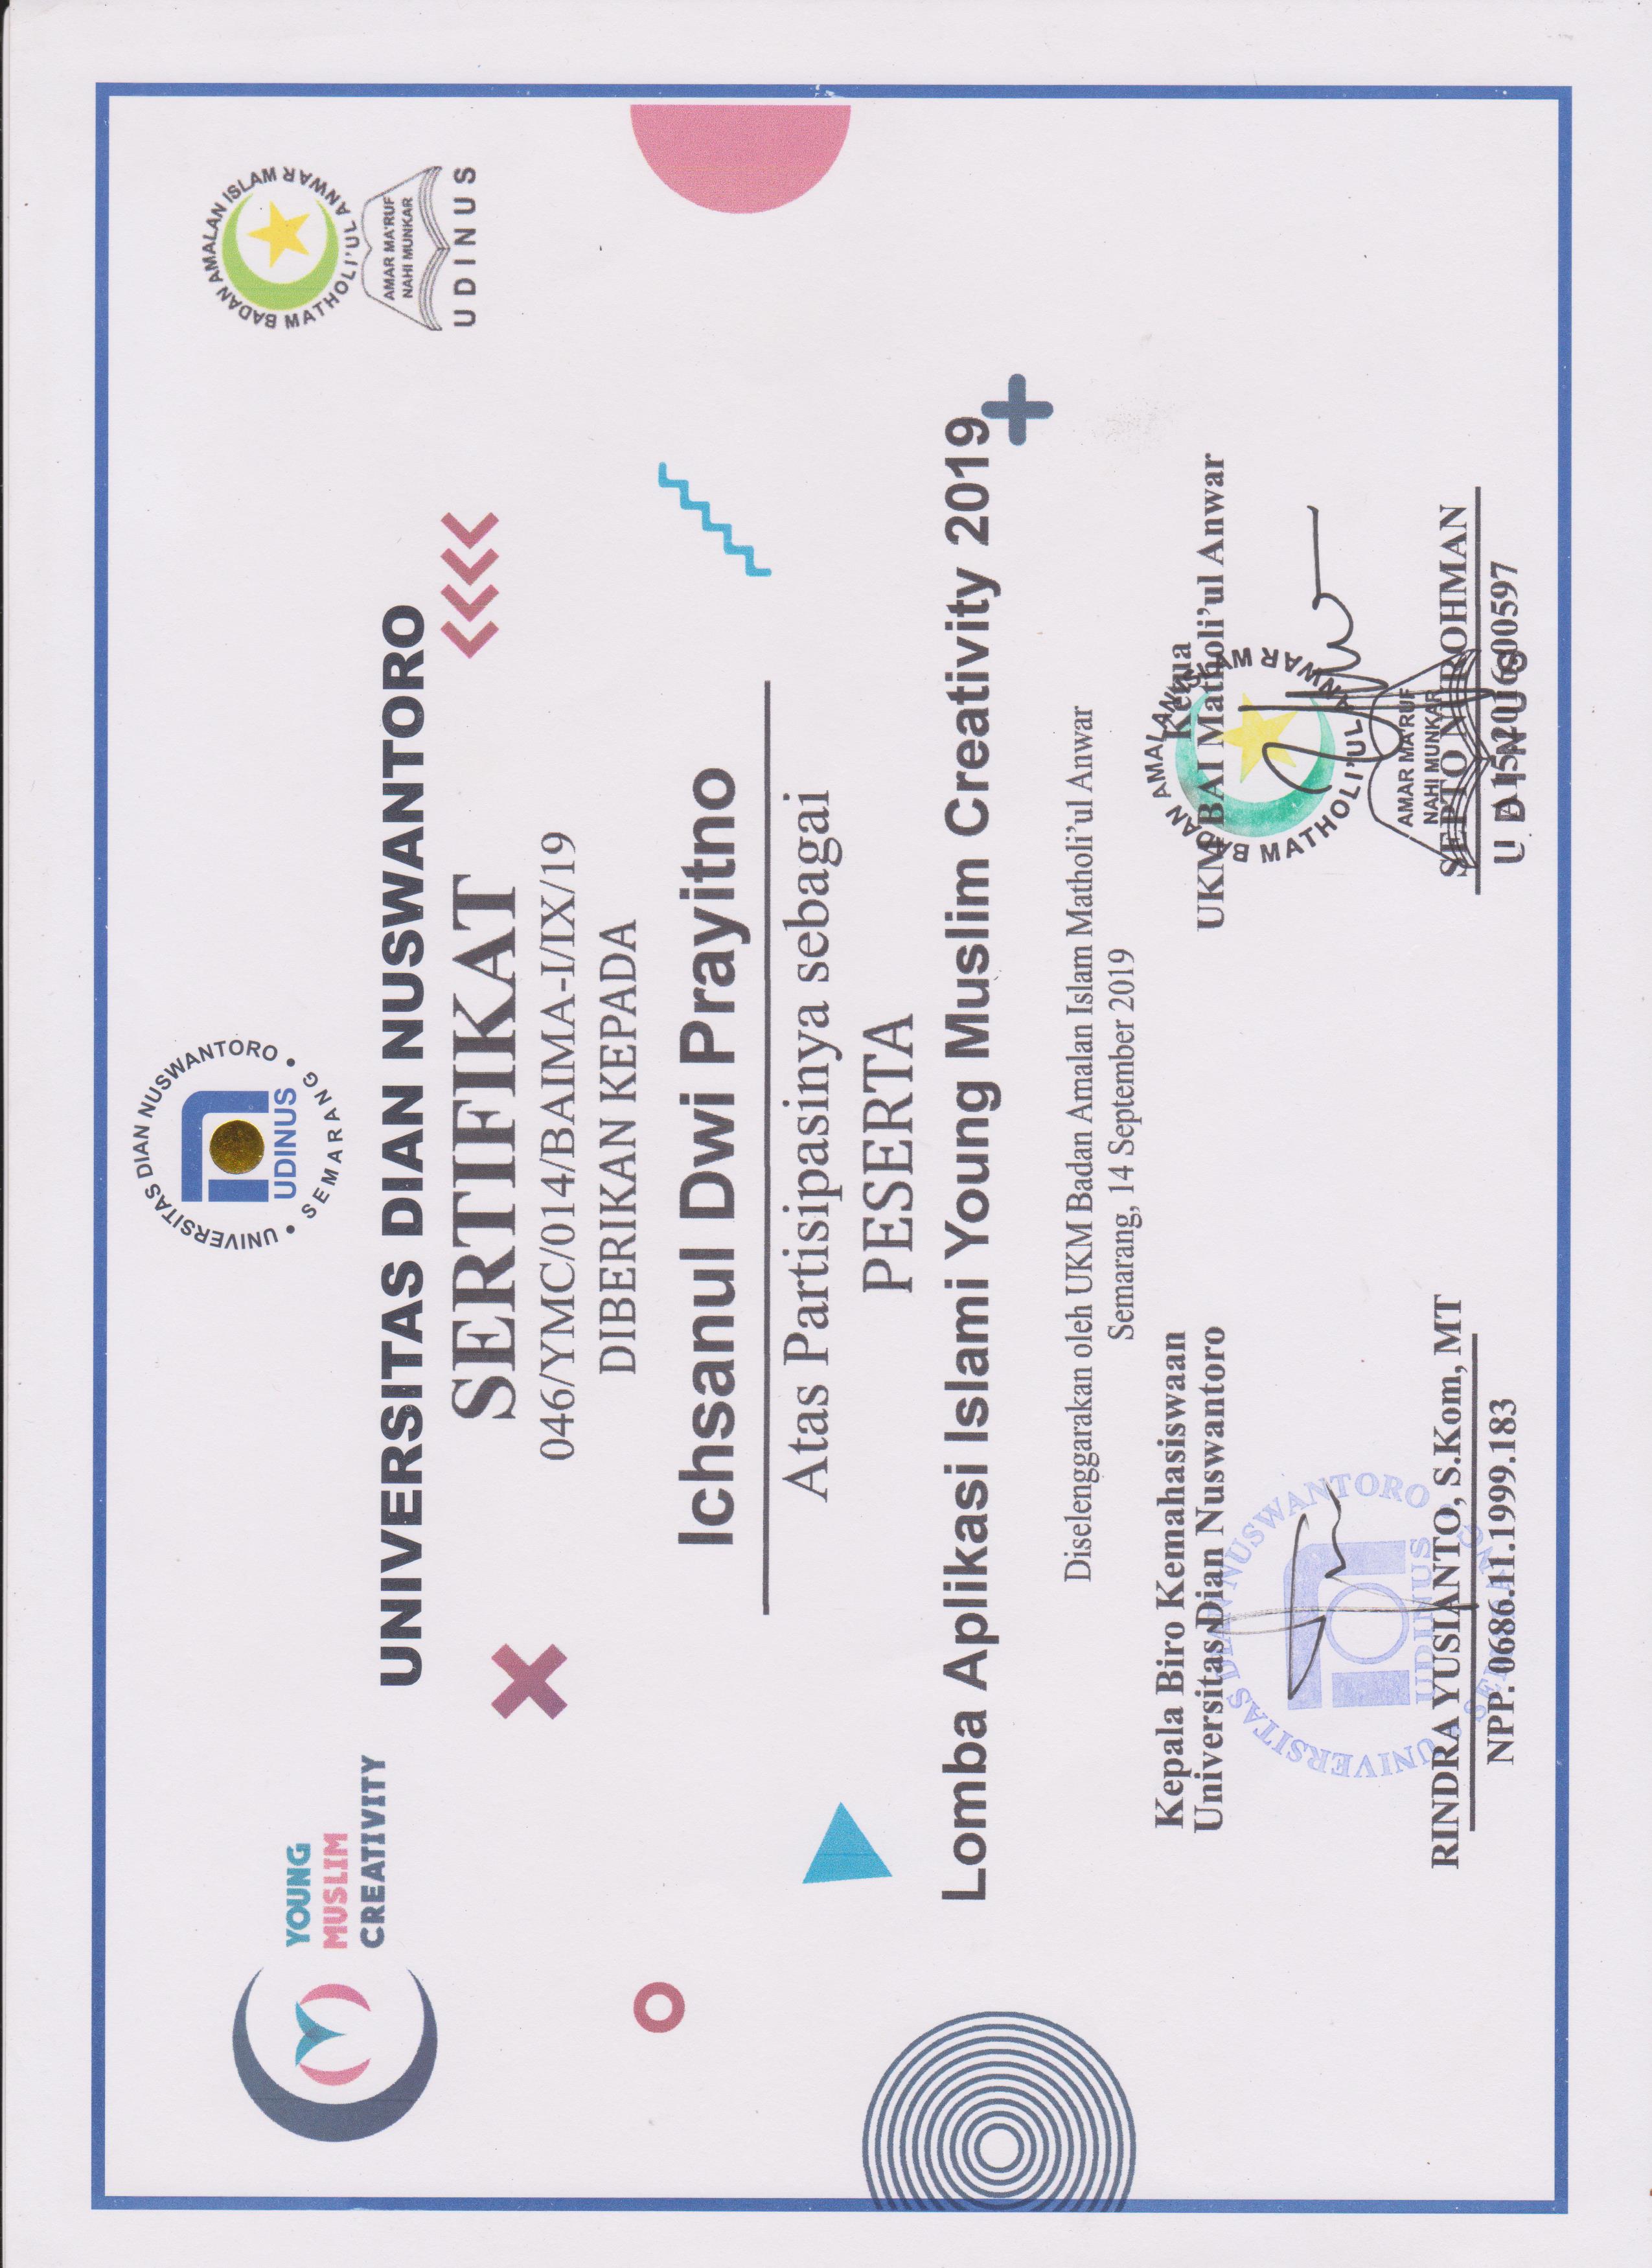 UNIVERSITAS DIAN NUSWANTORO
UDINUS
• SEMARANG •
YOUNG
MUSLIM
CREATIVITY
BADAN AMALAN ISLAM
MATHOLI'UL ANWAR
AMAR MA'RUF
NAHI MUNKAR
UDINUS
UNIVERSITAS DIAN NUSWANTORO
SERTIFIKAT
046/YMC/014/BAIMA-I/IX/19
DIBERIKAN KEPADA
Ichsanul Dwi Prayitno
Atas Partisipasinya sebagai
PESERTA
Lomba Aplikasi Islami Young Muslim Creativity 2019
Diselenggarakan oleh UKM Badan Amalan Islam Matholi'ul Anwar
Semarang, 14 September 2019
Kepala Biro Kemahasiswaan
Universitas Dian Nuswantoro
UNIVERSITAS DIAN NUSWANTORO
UDINUS
SEMARANG
RINDRA YUSIANTO, S.Kom, MT
NPP. 0686.11.1999.183
Ketua
UKM BAI Matholi'ul Anwar
BADAN AMALAN ISLAM
MATHOLI'UL ANWAR
AMAR MA'RUF
NAHI MUNKAR
SEPTO NUROHMAN
A15.2016.00597
UDINUS